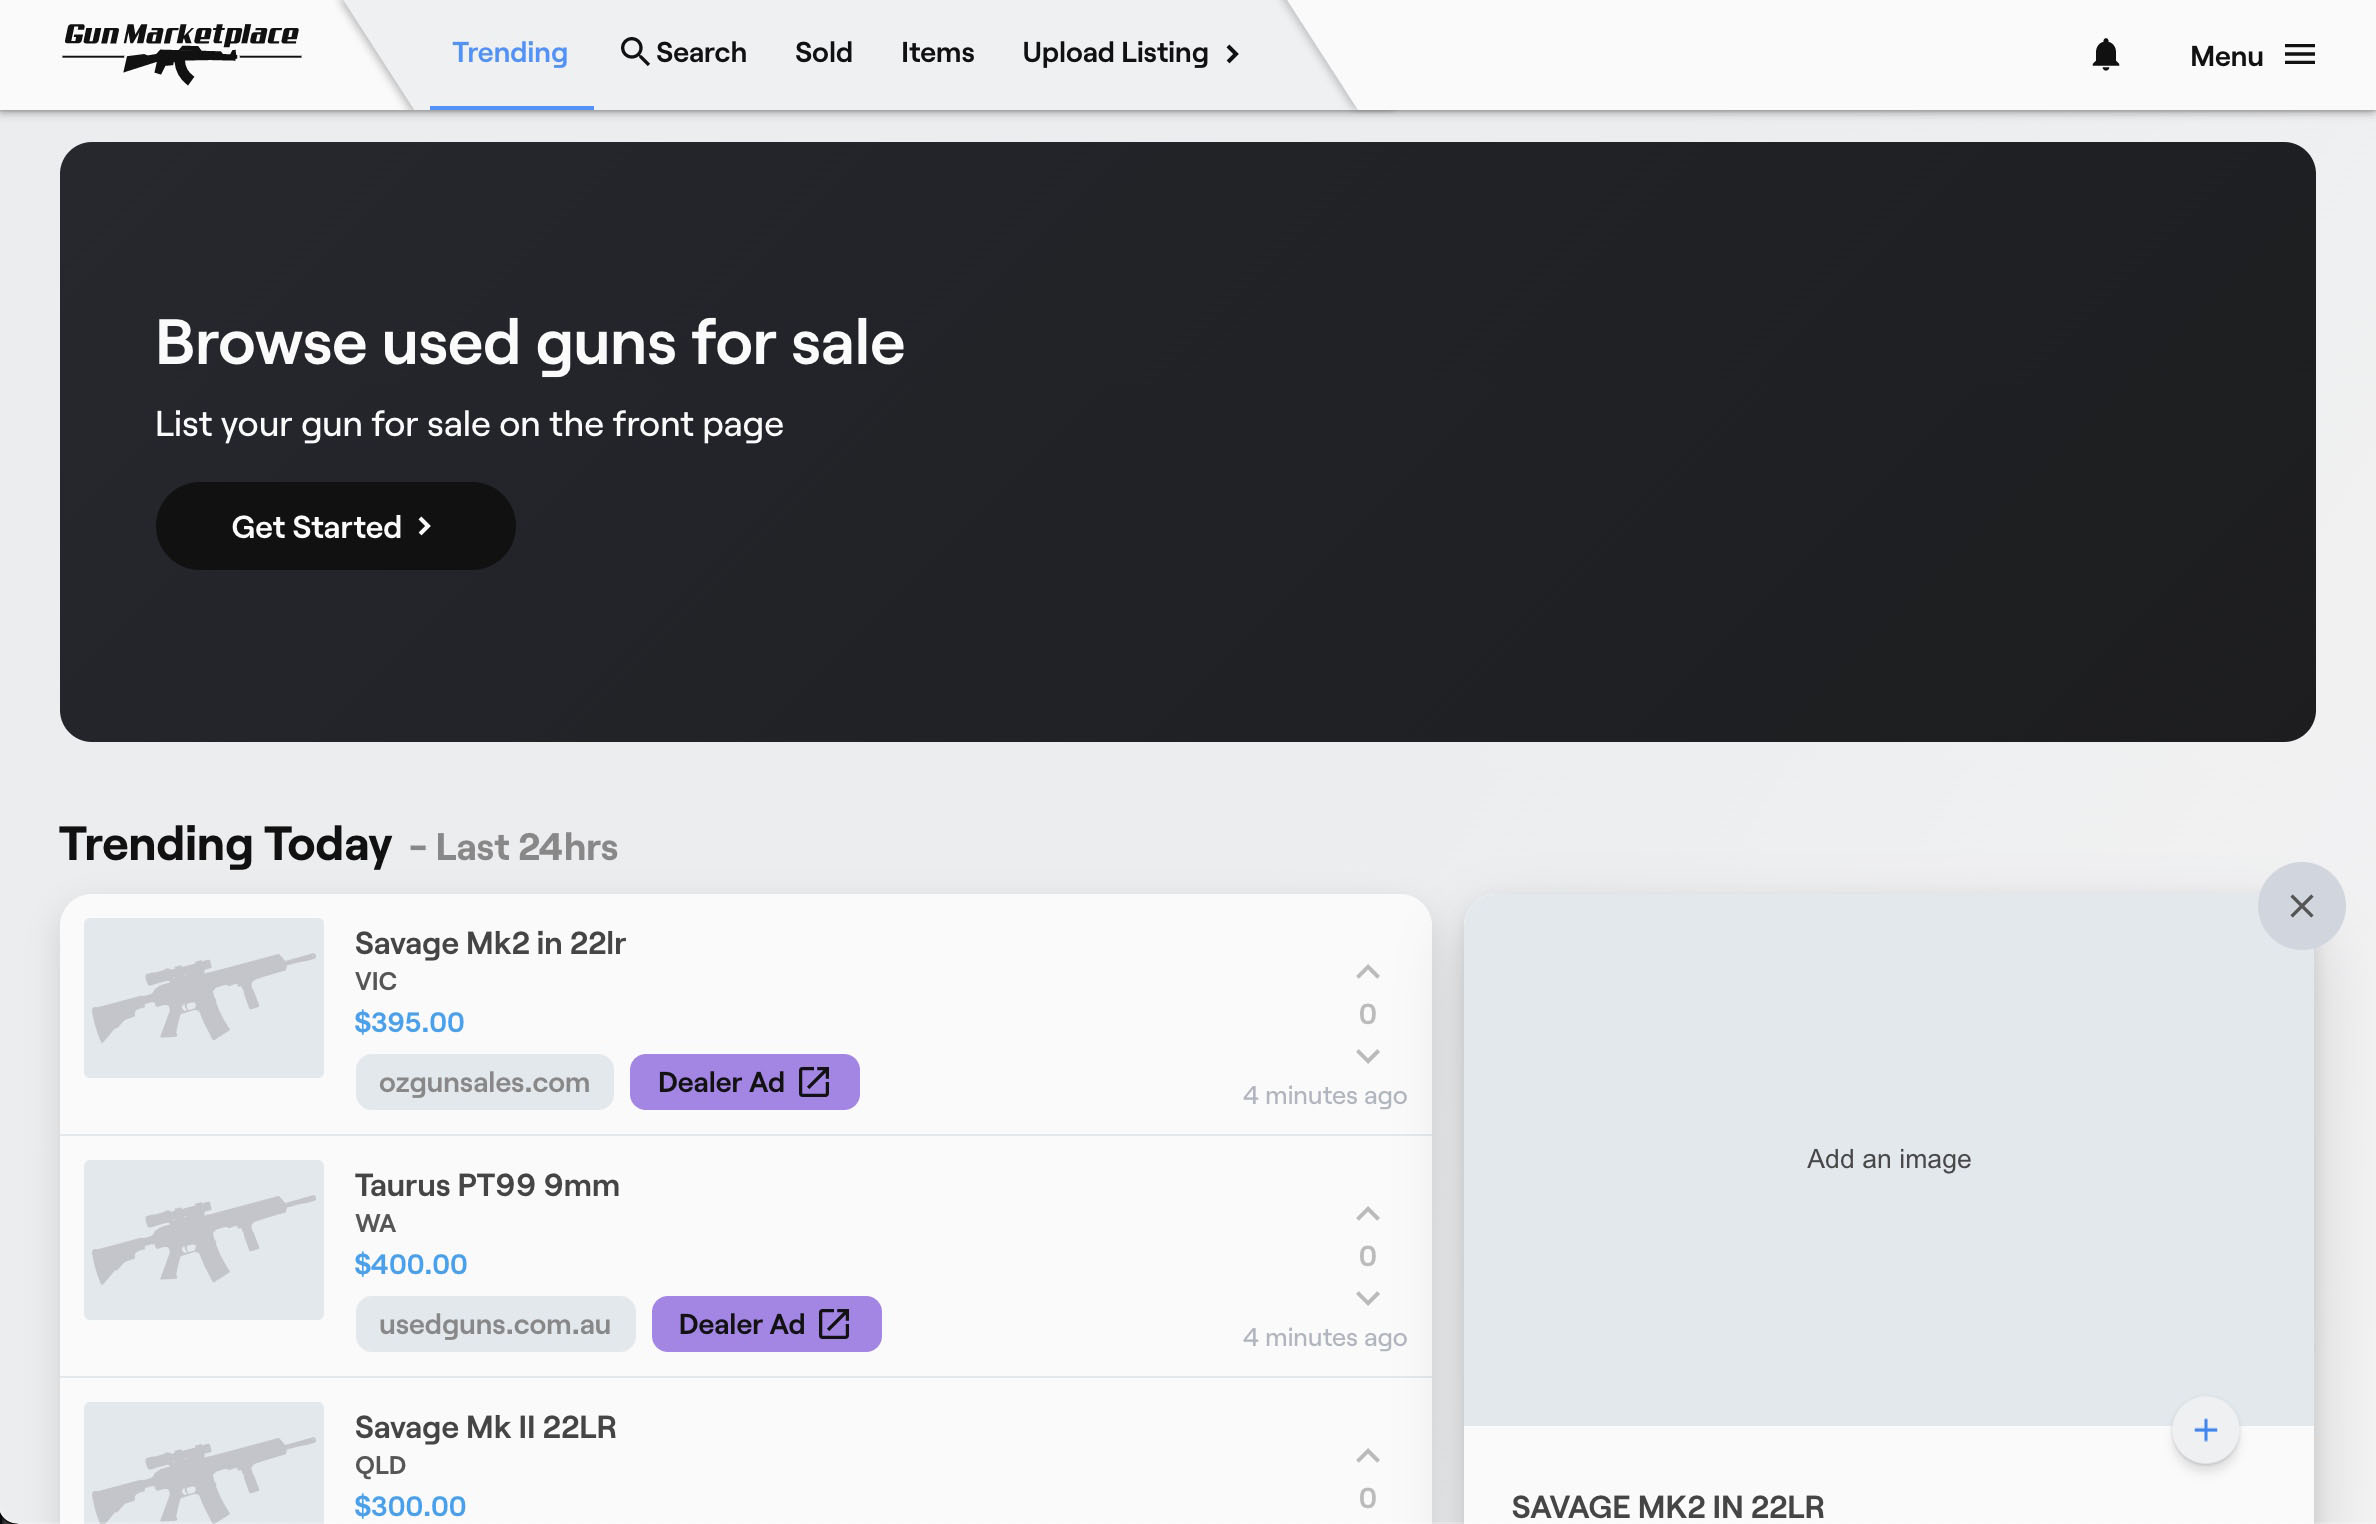 Gun Marketplace
Trending
Search
Sold
Items
Upload Listing
Menu
Browse used guns for sale
List your gun for sale on the front page
Get Started
Trending Today - Last 24hrs
Savage Mk2 in 22lr
VIC
$395.00
ozgunsales.com
Dealer Ad
0
4 minutes ago
Taurus PT99 9mm
WA
$400.00
usedguns.com.au
Dealer Ad
0
4 minutes ago
Savage Mk II 22LR
QLD
$300.00
0
Add an image
SAVAGE MK2 IN 22LR